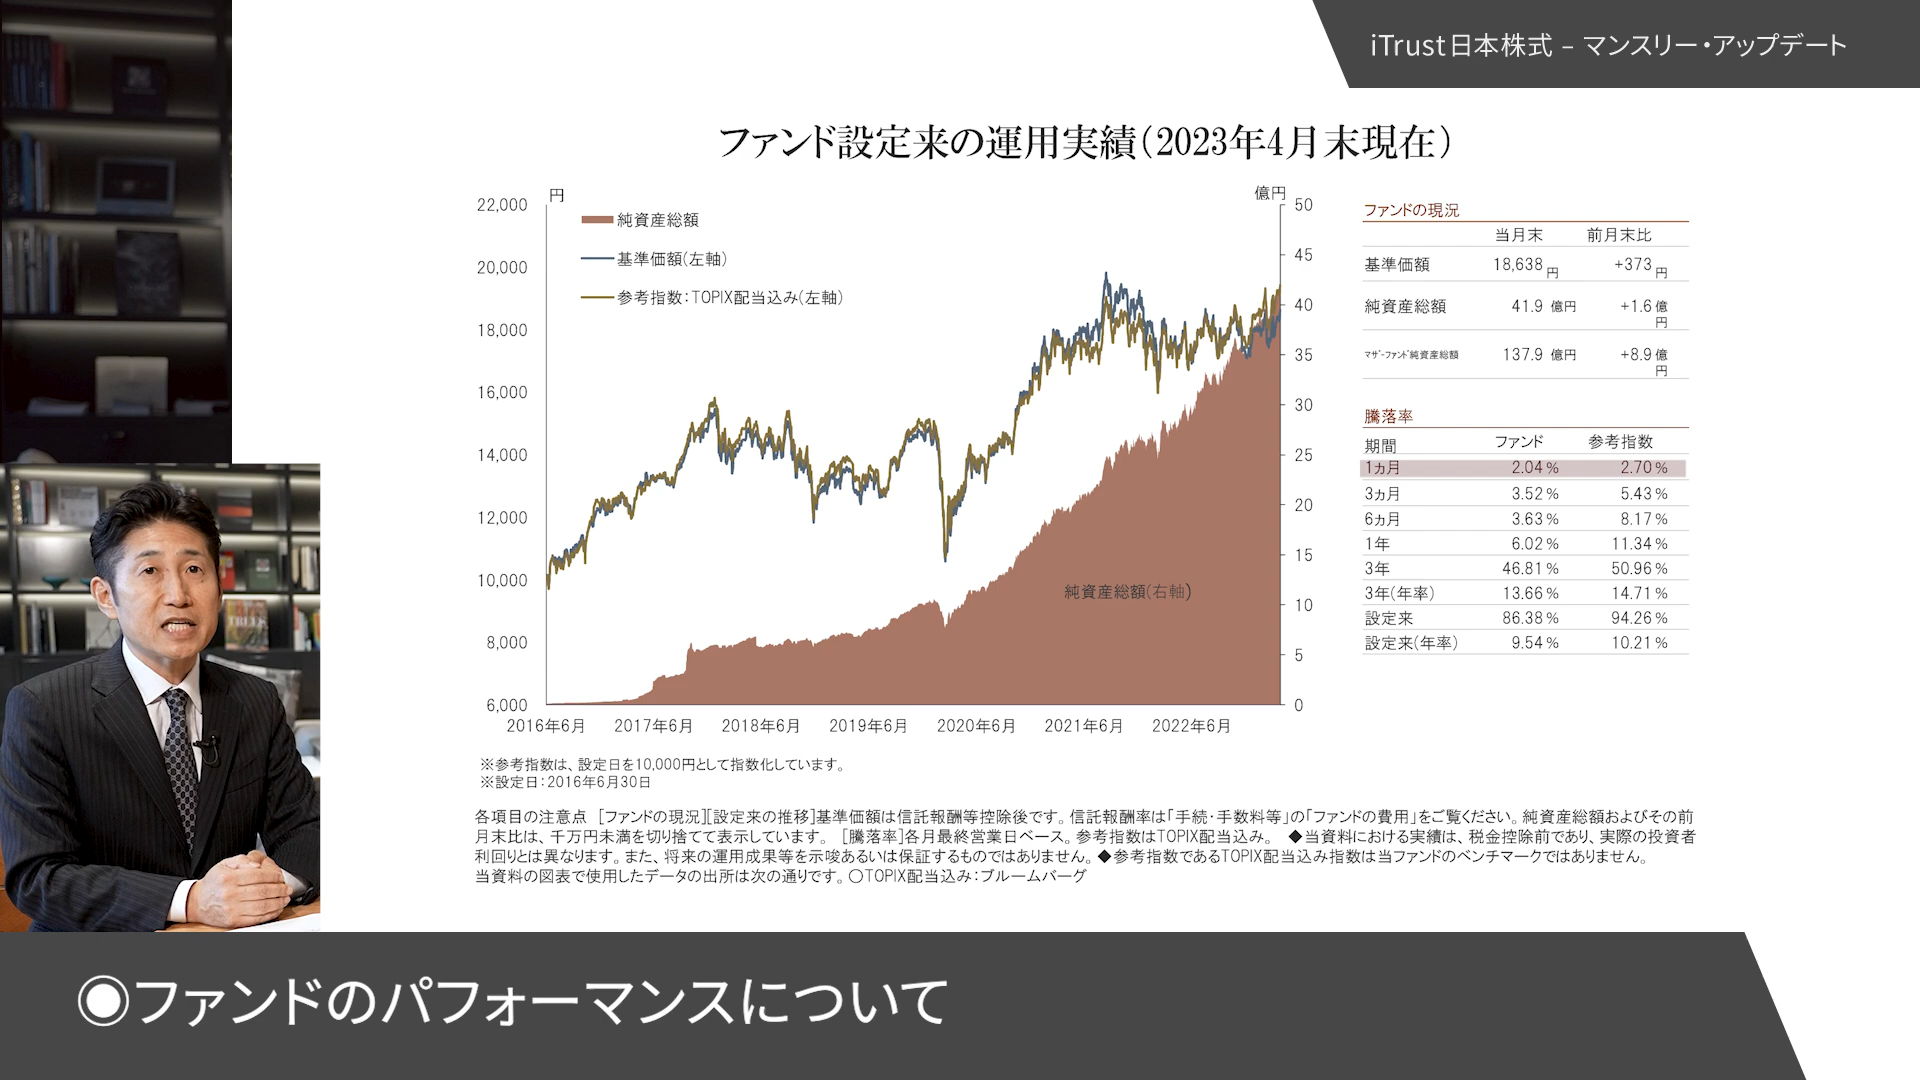 iTrust日本株式 – マンスリー・アップデート
ファンド設定来の運用実績（2023年4月末現在）
円
億円
22,000
20,000
18,000
16,000
14,000
12,000
10,000
8,000
6,000
純資産総額
基準価額(左軸)
参考指数：TOPIX配当込み(左軸)
純資産総額(右軸)
50
45
40
35
30
25
20
15
10
5
0
2016年6月 2017年6月 2018年6月 2019年6月 2020年6月 2021年6月 2022年6月
ファンドの現況
当月末 前月末比
基準価額 18,638 円 +373 円
純資産総額 41.9 億円 +1.6 億円
ﾏｻﾞｰﾌｧﾝﾄﾞ純資産総額 137.9 億円 +8.9 億円
騰落率
期間 ファンド 参考指数
1ヵ月 2.04% 2.70%
3ヵ月 3.52% 5.43%
6ヵ月 3.63% 8.17%
1年 6.02% 11.34%
3年 46.81% 50.96%
3年(年率) 13.66% 14.71%
設定来 86.38% 94.26%
設定来(年率) 9.54% 10.21%
※参考指数は、設定日を10,000円として指数化しています。
※設定日：2016年6月30日
各項目の注意点 ［ファンドの現況][設定来の推移]基準価額は信託報酬等控除後です。信託報酬率は「手続・手数料等」の「ファンドの費用」をご覧ください。純資産総額およびその前
月末比は、千万円未満を切り捨てて表示しています。 [騰落率]各月最終営業日ベース。参考指数はTOPIX配当込み。 ◆当資料における実績は、税金控除前であり、実際の投資者
利回りとは異なります。また、将来の運用成果等を示唆あるいは保証するものではありません。◆参考指数であるTOPIX配当込み指数は当ファンドのベンチマークではありません。
当資料の図表で使用したデータの出所は次の通りです。〇TOPIX配当込み：ブルームバーグ
◉ファンドのパフォーマンスについて